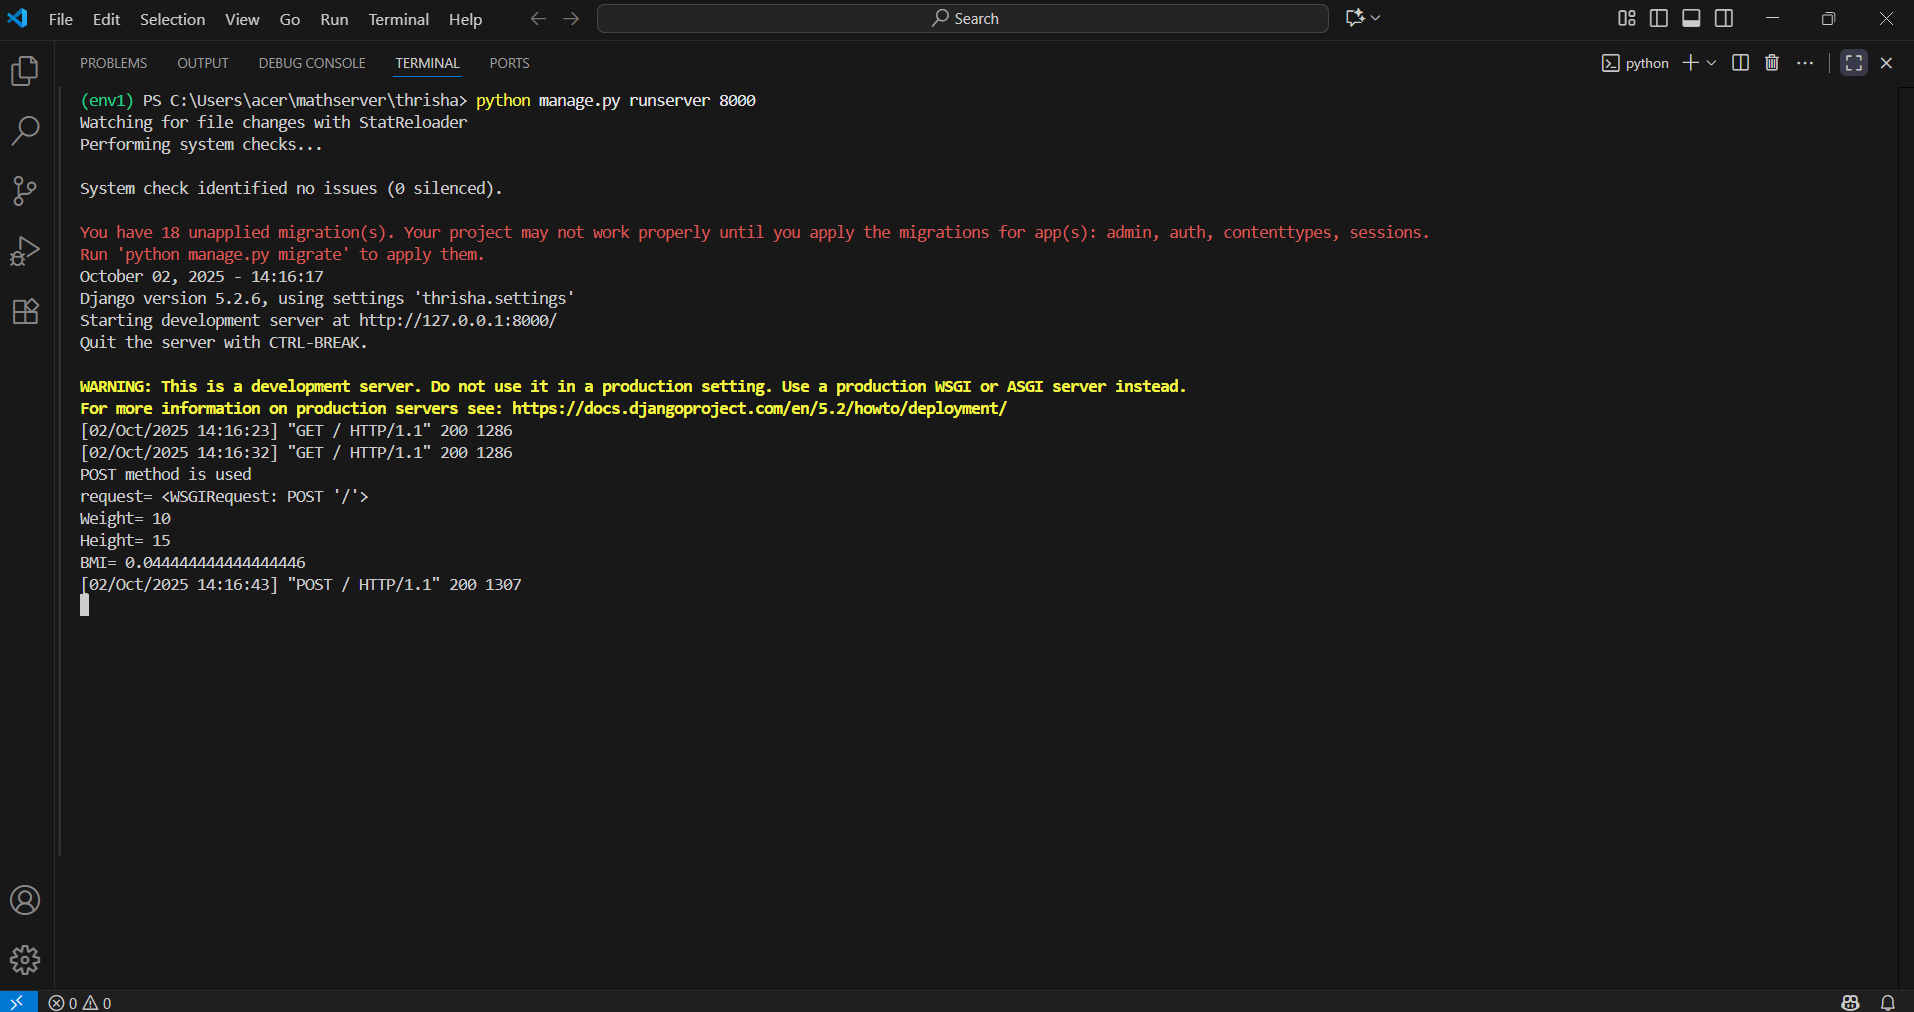 File Edit Selection View Go Run Terminal Help Search
PROBLEMS OUTPUT DEBUG CONSOLE TERMINAL PORTS python
(env1) PS C:\Users\acer\mathserver\thrisha> python manage.py runserver 8000
Watching for file changes with StatReloader
Performing system checks...
System check identified no issues (0 silenced).
You have 18 unapplied migration(s). Your project may not work properly until you apply the migrations for app(s): admin, auth, contenttypes, sessions.
Run 'python manage.py migrate' to apply them.
October 02, 2025 - 14:16:17
Django version 5.2.6, using settings 'thrisha.settings'
Starting development server at http://127.0.0.1:8000/
Quit the server with CTRL-BREAK.
WARNING: This is a development server. Do not use it in a production setting. Use a production WSGI or ASGI server instead.
For more information on production servers see: https://docs.djangoproject.com/en/5.2/howto/deployment/
[02/Oct/2025 14:16:23] "GET / HTTP/1.1" 200 1286
[02/Oct/2025 14:16:32] "GET / HTTP/1.1" 200 1286
POST method is used
request= <WSGIRequest: POST '/'>
Weight= 10
Height= 15
BMI= 0.044444444444444446
[02/Oct/2025 14:16:43] "POST / HTTP/1.1" 200 1307
0 0